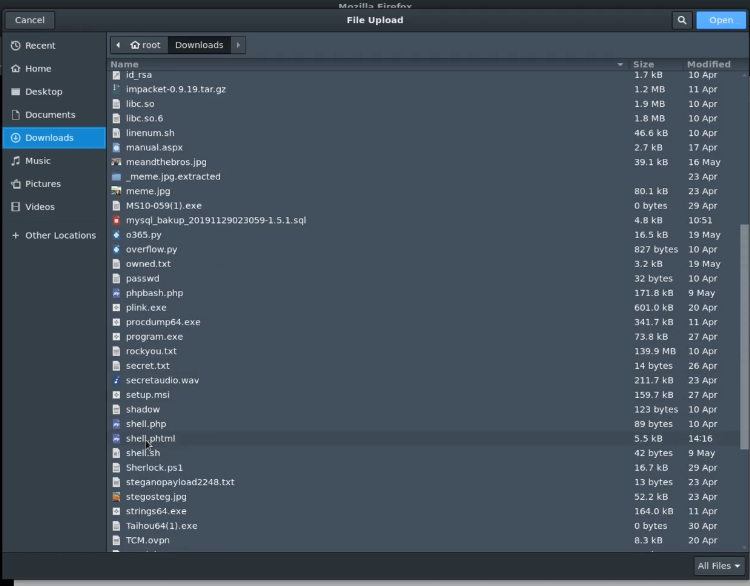 Mozilla Firefox
Cancel File Upload Open
Recent
Home
Desktop
Documents
Downloads
Music
Pictures
Videos
+ Other Locations
root Downloads
Name Size Modified
id_rsa 1.7 kB 10 Apr
impacket-0.9.19.tar.gz 1.2 MB 11 Apr
libc.so 1.9 MB 10 Apr
libc.so.6 1.8 MB 10 Apr
linenum.sh 46.6 kB 10 Apr
manual.aspx 2.7 kB 17 Apr
meandthebros.jpg 39.1 kB 16 May
_meme.jpg.extracted 23 Apr
meme.jpg 80.1 kB 23 Apr
MS10-059(1).exe 0 bytes 29 Apr
mysql_bakup_20191129023059-1.5.1.sql 4.8 kB 10:51
o365.py 16.5 kB 19 May
overflow.py 827 bytes 10 Apr
owned.txt 3.2 kB 19 May
passwd 32 bytes 10 Apr
phpbash.php 171.8 kB 9 May
plink.exe 601.0 kB 20 Apr
procdump64.exe 341.7 kB 11 Apr
program.exe 73.8 kB 27 Apr
rockyou.txt 139.9 MB 10 Apr
secret.txt 14 bytes 26 Apr
secretaudio.wav 211.7 kB 23 Apr
setup.msi 159.7 kB 27 Apr
shadow 123 bytes 10 Apr
shell.php 89 bytes 10 Apr
shell.phtml 5.5 kB 14:16
shell.sh 42 bytes 9 May
Sherlock.ps1 16.7 kB 29 Apr
steganopayload2248.txt 13 bytes 23 Apr
stegosteg.jpg 52.2 kB 23 Apr
strings64.exe 164.0 kB 11 Apr
Taihou64(1).exe 0 bytes 30 Apr
TCM.ovpn 8.3 kB 20 Apr
All Files